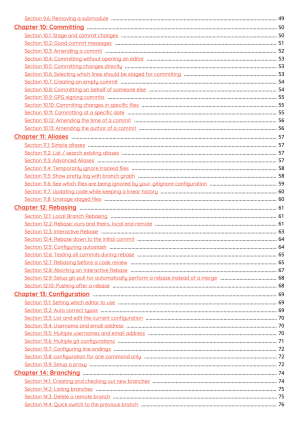 Section 9.6: Removing a submodule 49
Chapter 10: Committing 50
Section 10.1: Stage and commit changes 50
Section 10.2: Good commit messages 51
Section 10.3: Amending a commit 52
Section 10.4: Committing without opening an editor 53
Section 10.5: Committing changes directly 53
Section 10.6: Selecting which lines should be staged for committing 53
Section 10.7: Creating an empty commit 54
Section 10.8: Committing on behalf of someone else 54
Section 10.9: GPG signing commits 55
Section 10.10: Commiting changes in specific files 55
Section 10.11: Committing at a specific date 55
Section 10.12: Amending the time of a commit 56
Section 10.13: Amending the author of a commit 56
Chapter 11: Aliases 57
Section 11.1: Simple aliases 57
Section 11.2: List / search existing aliases 57
Section 11.3: Advanced Aliases 57
Section 11.4: Temporarily ignore tracked files 58
Section 11.5: Show pretty log with branch graph 58
Section 11.6: See which files are being ignored by your .gitignore configuration 59
Section 11.7: Updating code while keeping a linear history 60
Section 11.8: Unstage staged files 60
Chapter 12: Rebasing 61
Section 12.1: Local Branch Rebasing 61
Section 12.2: Rebase: ours and theirs, local and remote 61
Section 12.3: Interactive Rebase 63
Section 12.4: Rebase down to the initial commit 64
Section 12.5: Configuring autostash 64
Section 12.6: Testing all commits during rebase 65
Section 12.7: Rebasing before a code review 65
Section 12.8: Aborting an Interactive Rebase 67
Section 12.9: Setup git-pull for automatically perform a rebase instead of a merge 68
Section 12.10: Pushing after a rebase 68
Chapter 13: Configuration 69
Section 13.1: Setting which editor to use 69
Section 13.2: Auto correct typos 69
Section 13.3: List and edit the current configuration 70
Section 13.4: Username and email address 70
Section 13.5: Multiple usernames and email address 70
Section 13.6: Multiple git configurations 71
Section 13.7: Configuring line endings 72
Section 13.8: configuration for one command only 72
Section 13.9: Setup a proxy 72
Chapter 14: Branching 74
Section 14.1: Creating and checking out new branches 74
Section 14.2: Listing branches 75
Section 14.3: Delete a remote branch 75
Section 14.4: Quick switch to the previous branch 76